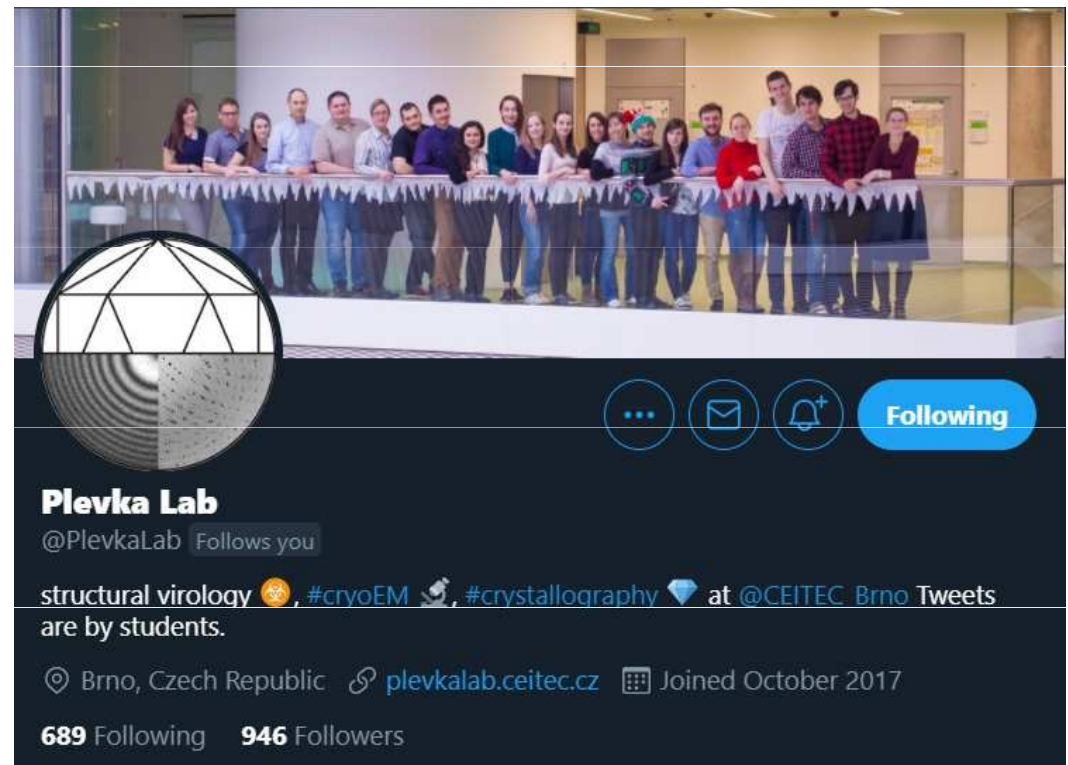 Following
Plevka Lab
@PlevkaLab Follows you
structural virology ☣, #cryoEM 🔬, #crystallography 💎 at @CEITEC_Brno Tweets
are by students.
Brno, Czech Republic plevkalab.ceitec.cz Joined October 2017
689 Following 946 Followers